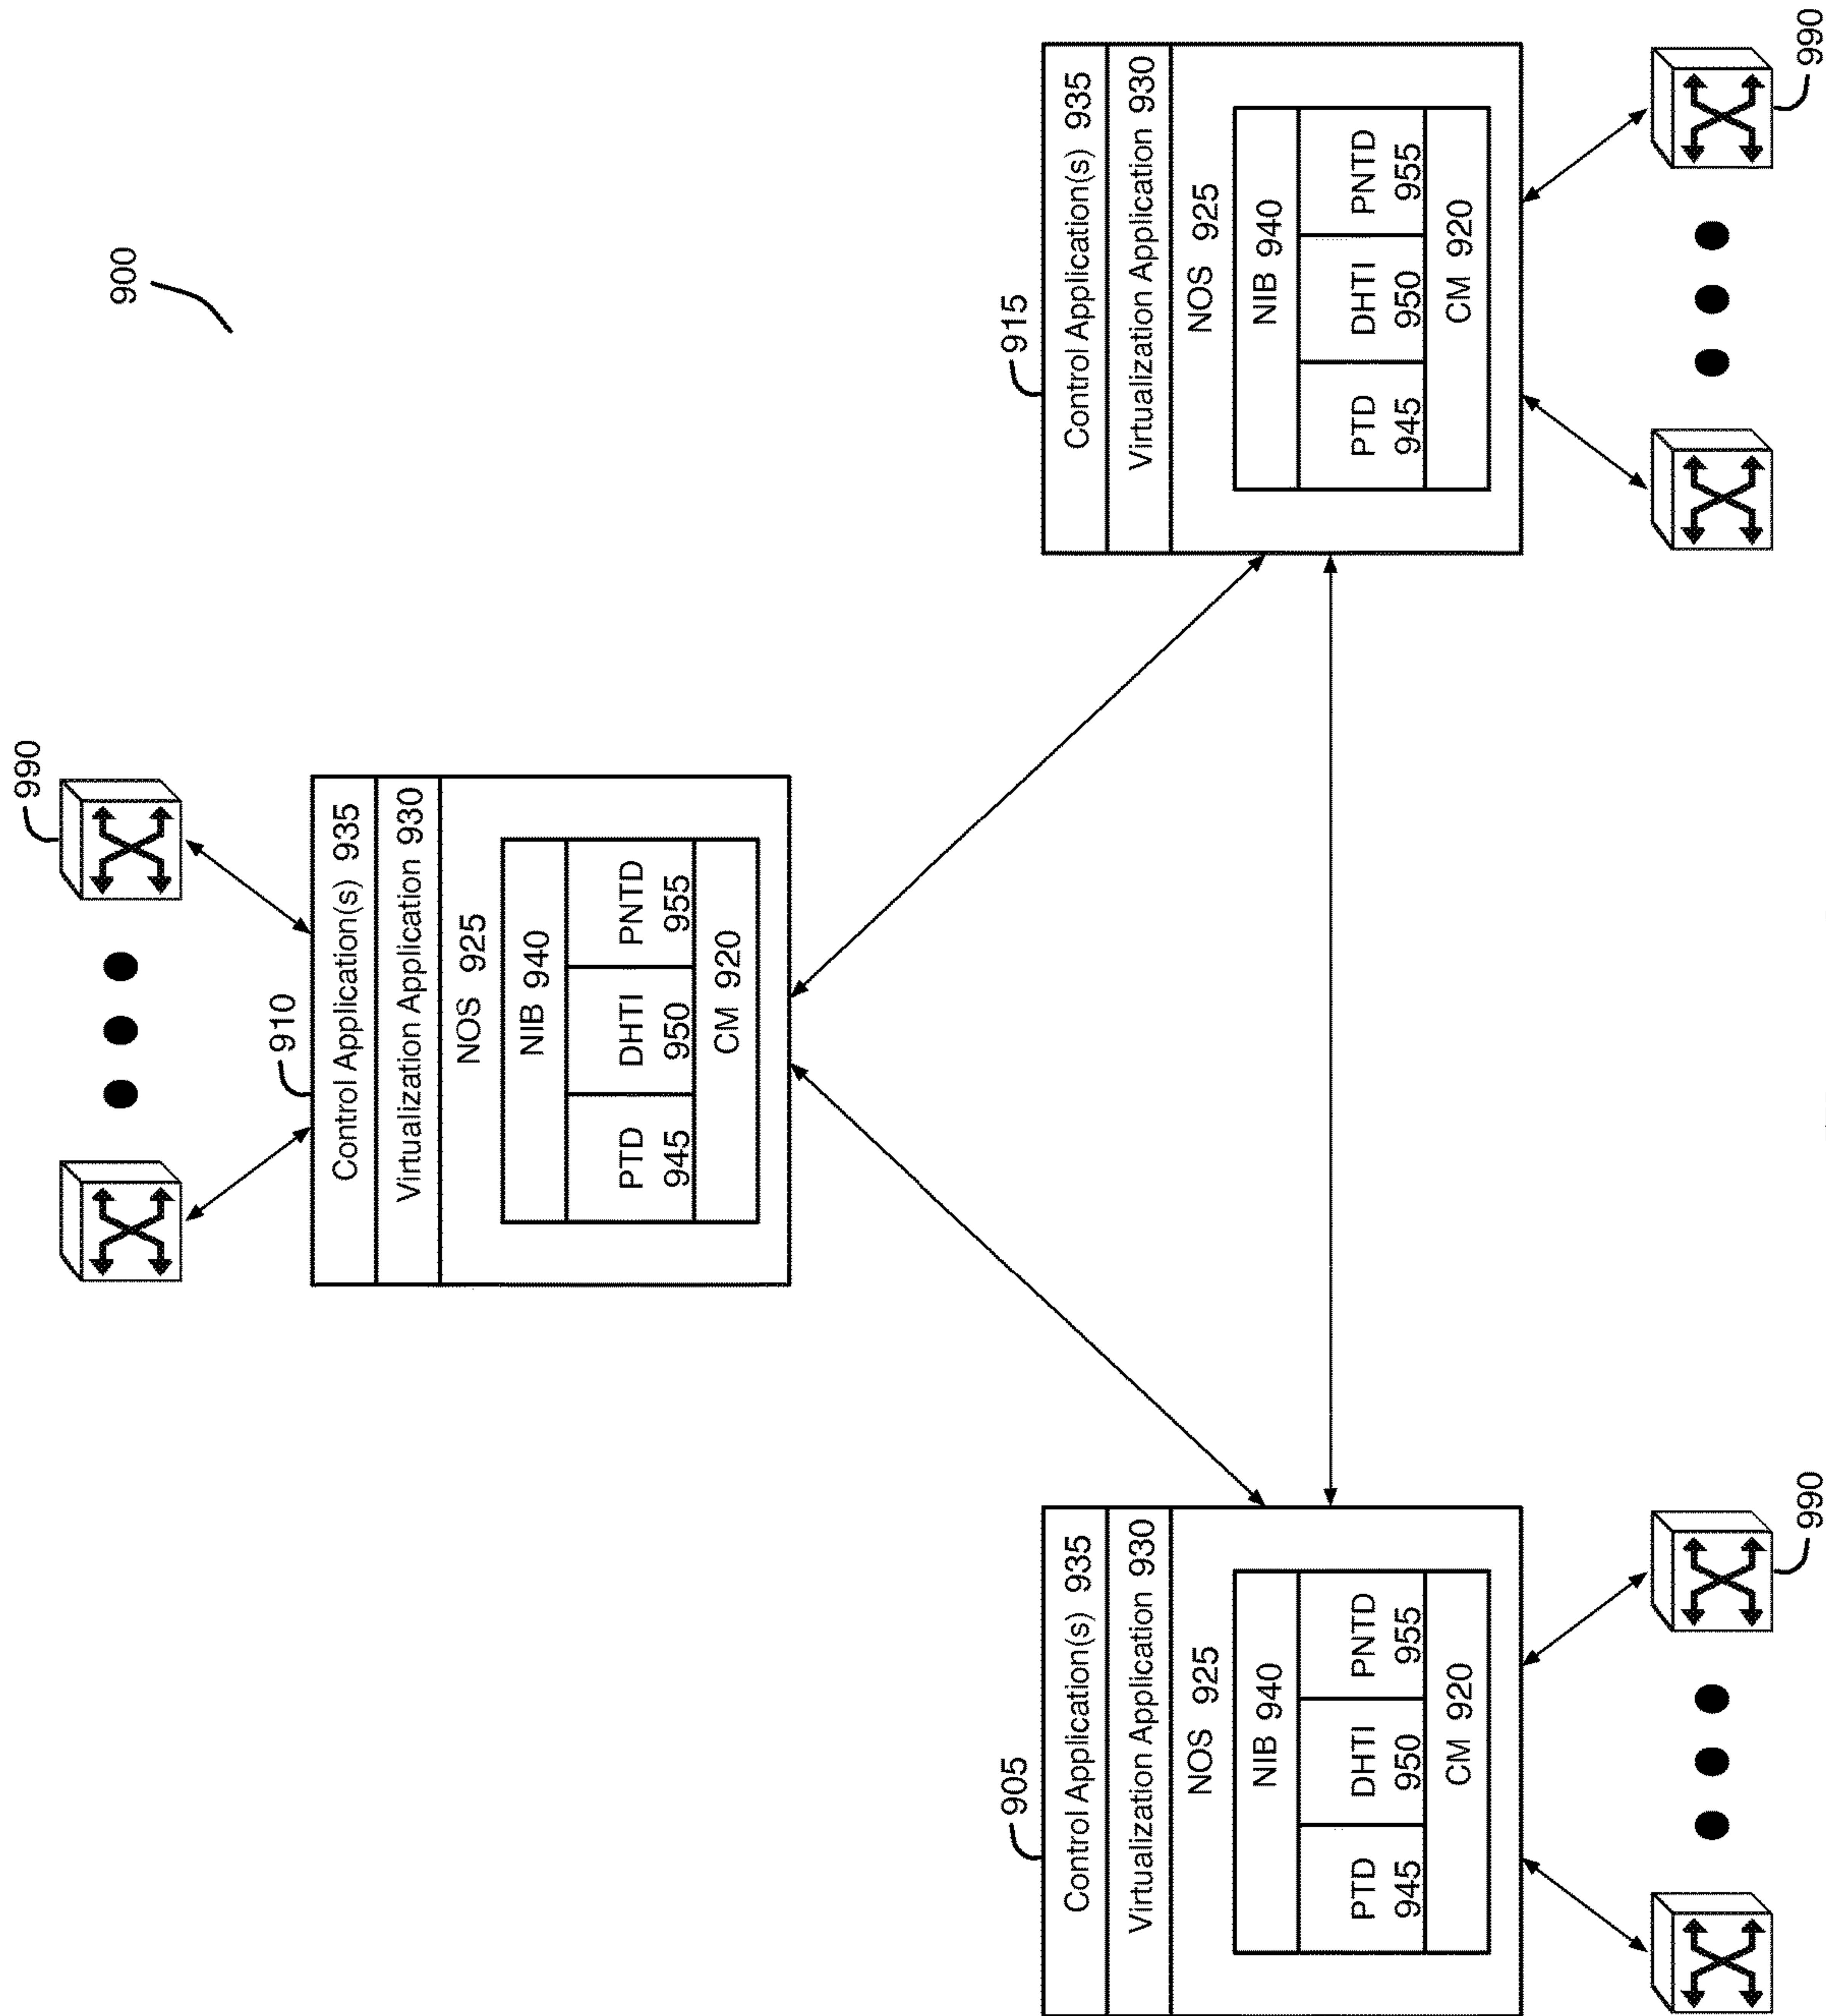 990
900
910
Control Application(s) 935
Virtualization Application 930
NOS 925
NIB 940
PTD
945
DHTI
950
PNTD
955
CM 920
905
Control Application(s) 935
Virtualization Application 930
NOS 925
NIB 940
PTD
945
DHTI
950
PNTD
955
CM 920
990
915
Control Application(s) 935
Virtualization Application 930
NOS 925
NIB 940
PTD
945
DHTI
950
PNTD
955
CM 920
990